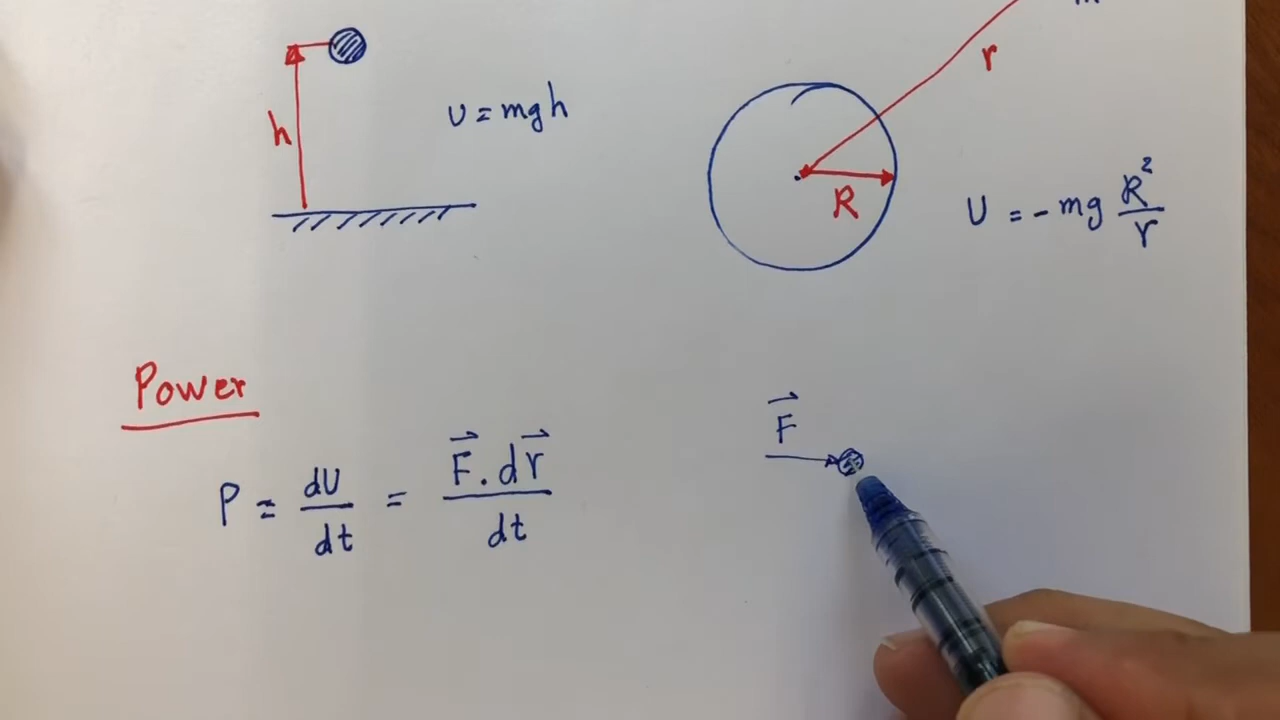 h
U = mgh
r
R
U = - mg R²/r
Power
P = dU/dt = F⃗ . dr⃗/dt
F⃗